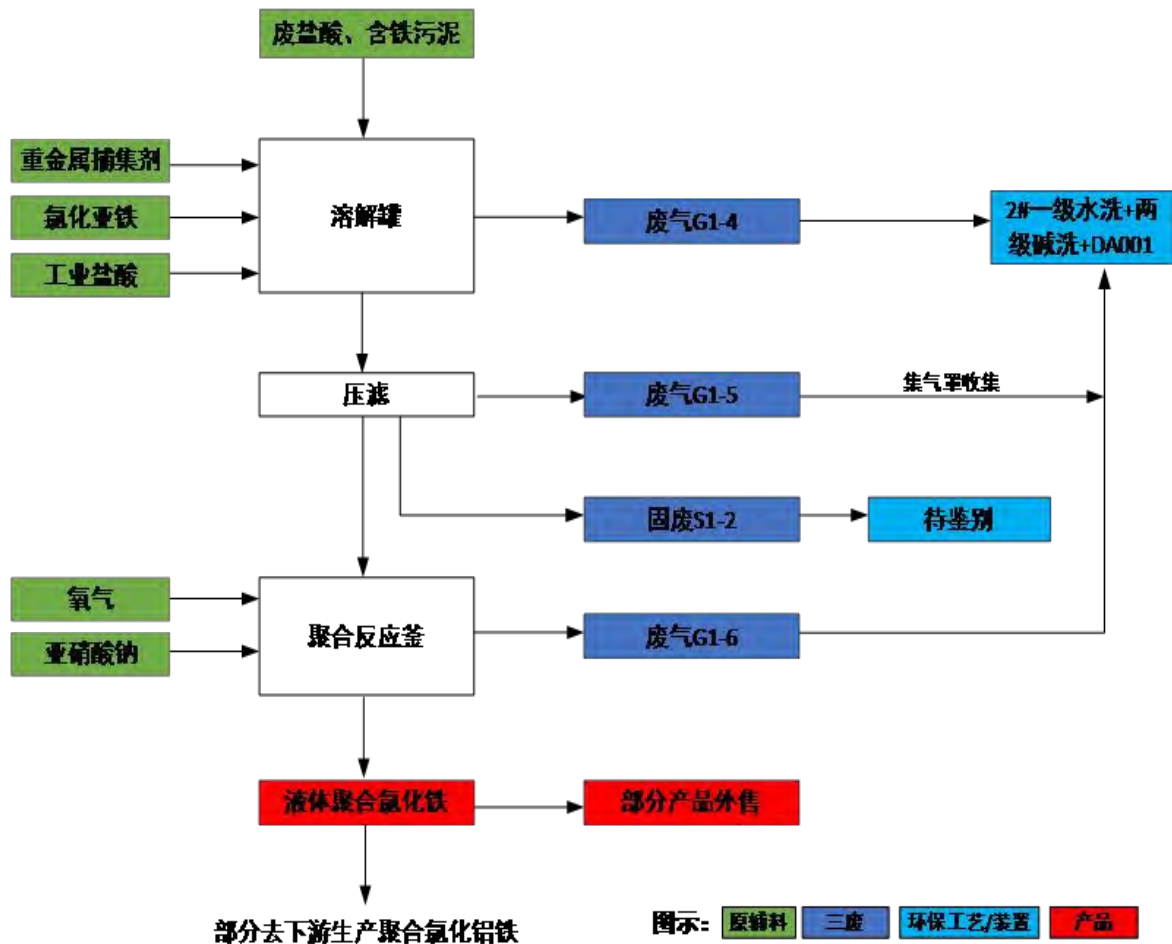 废盐酸、含铁污泥
重金属捕集剂
氯化亚铁
工业盐酸
溶解罐
废气G1-4
2#一级水洗+两
级碱洗+DA001
压滤
废气G1-5
集气罩收集
固废S1-2
待鉴别
氧气
亚硝酸钠
聚合反应釜
废气G1-6
液体聚合氯化铁
部分产品外售
部分去下游生产聚合氯化铝铁
图示：
原辅料
三废
环保工艺/装置
产品